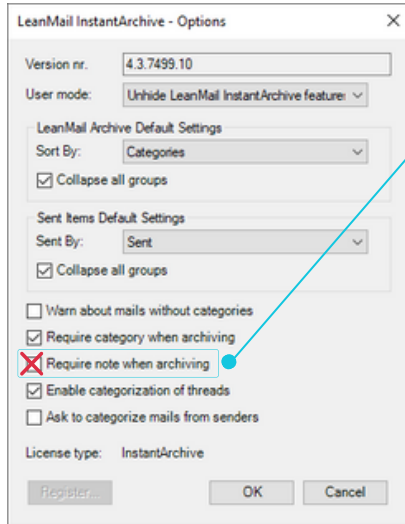 LeanMail InstantArchive - Options
Version nr. 4.3.7499.10
User mode: Unhide LeanMail InstantArchive feature
LeanMail Archive Default Settings
Sort By: Categories
Collapse all groups
Sent Items Default Settings
Sent By: Sent
Collapse all groups
Warn about mails without categories
Require category when archiving
Require note when archiving
Enable categorization of threads
Ask to categorize mails from senders
License type: InstantArchive
Register... OK Cancel